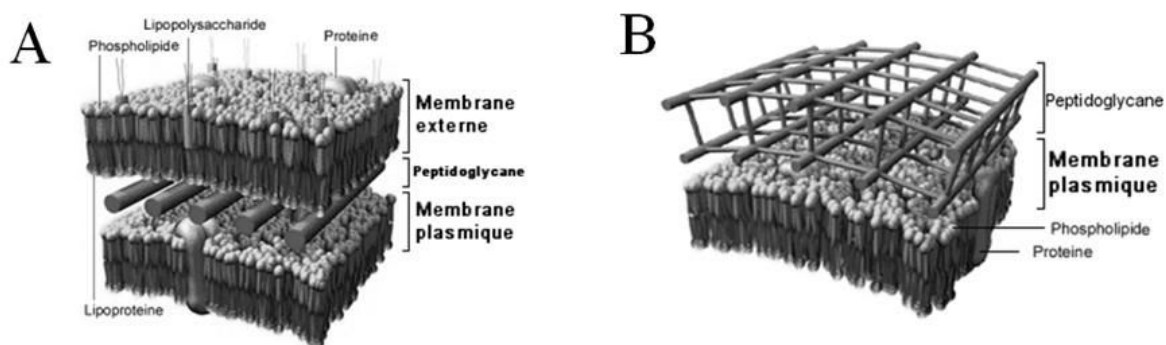 A
Lipopolysaccharide
Phospholipide
Proteine
Membrane
externe
Peptidoglycane
Membrane
plasmique
Lipoproteine
B
Peptidoglycane
Membrane
plasmique
Phospholipide
Proteine